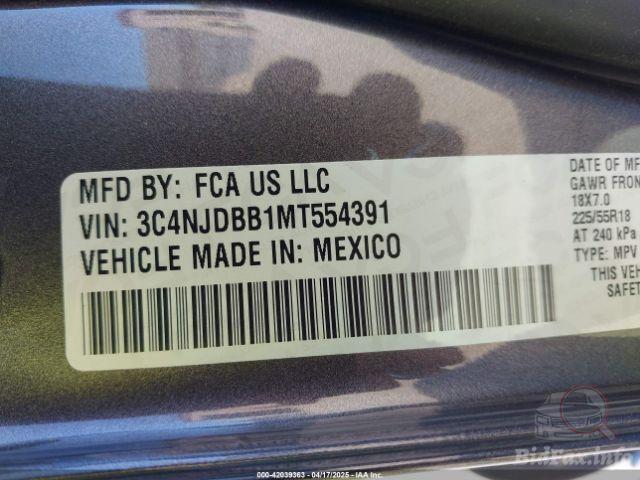 MFD BY: FCA US LLC
VIN: 3C4NJDBB1MT554391
VEHICLE MADE IN: MEXICO
DATE OF MF
GAWR FRON
18X7.0
225/55R18
AT 240 kPa
TYPE: MPV
THIS VEH
SAFET
BidFax.info
000-42039363 - 04/17/2025 - IAA Inc.